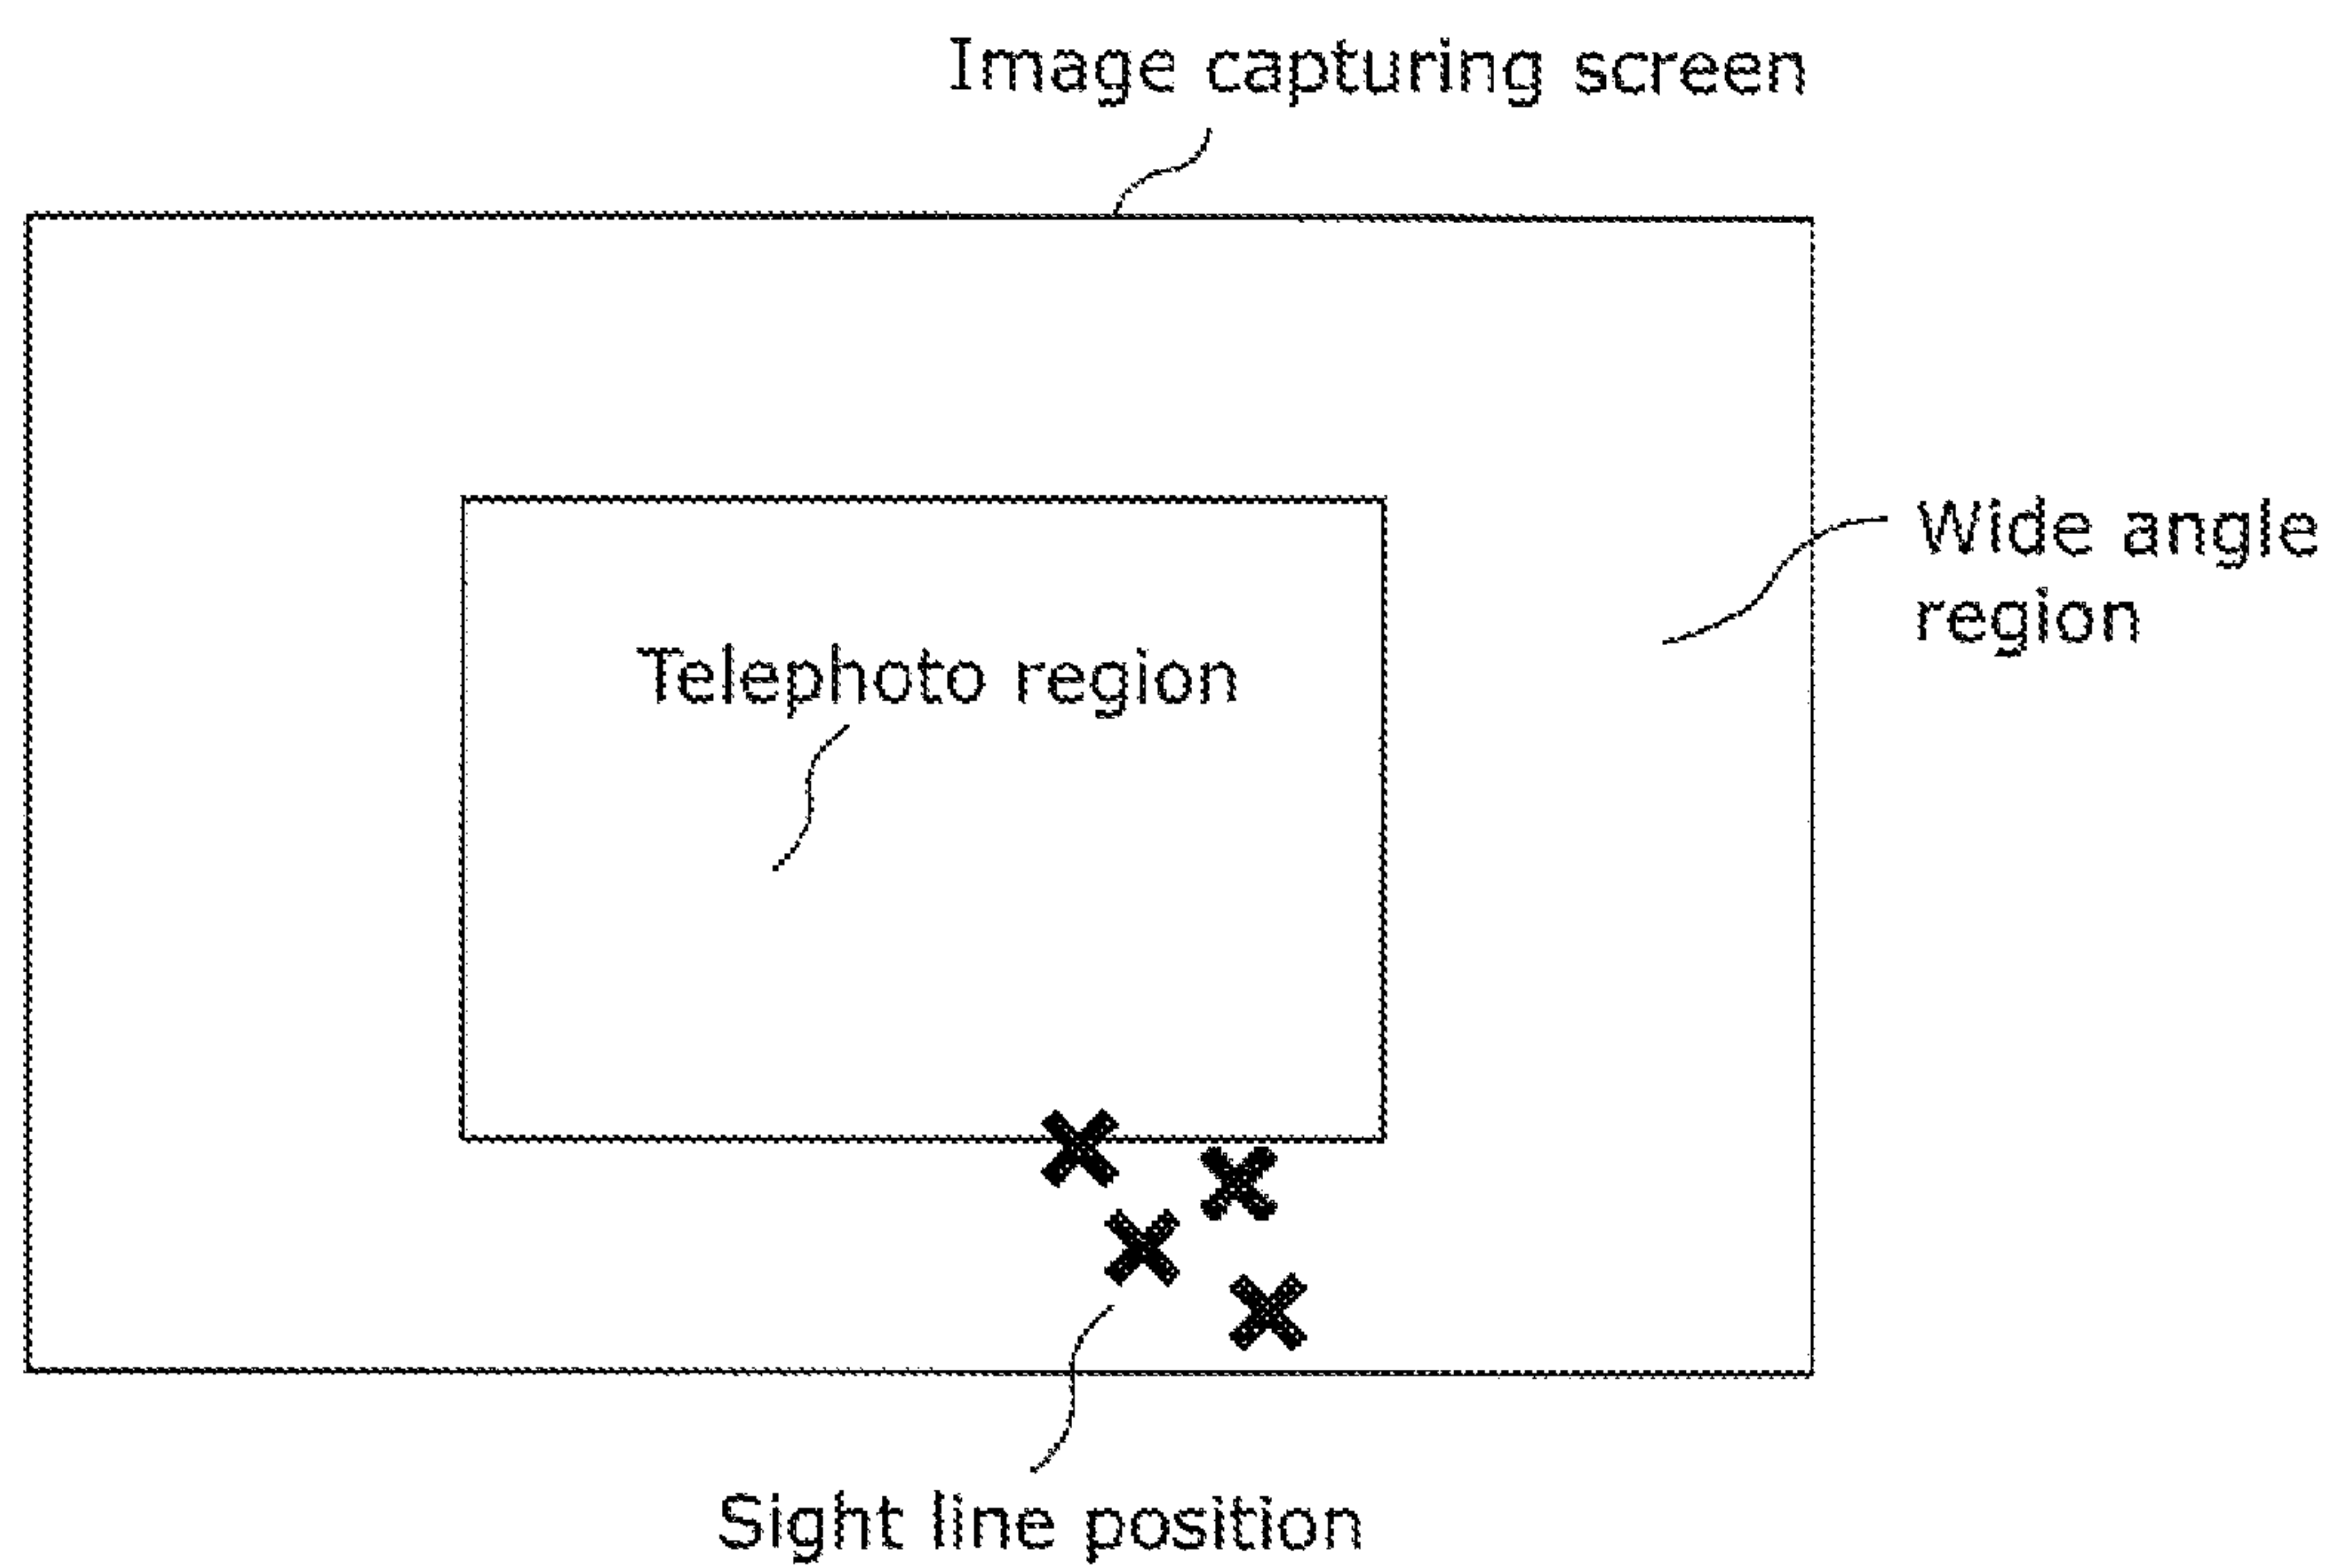 Image capturing screen
Wide angle
region
Telephoto region
Sight line position